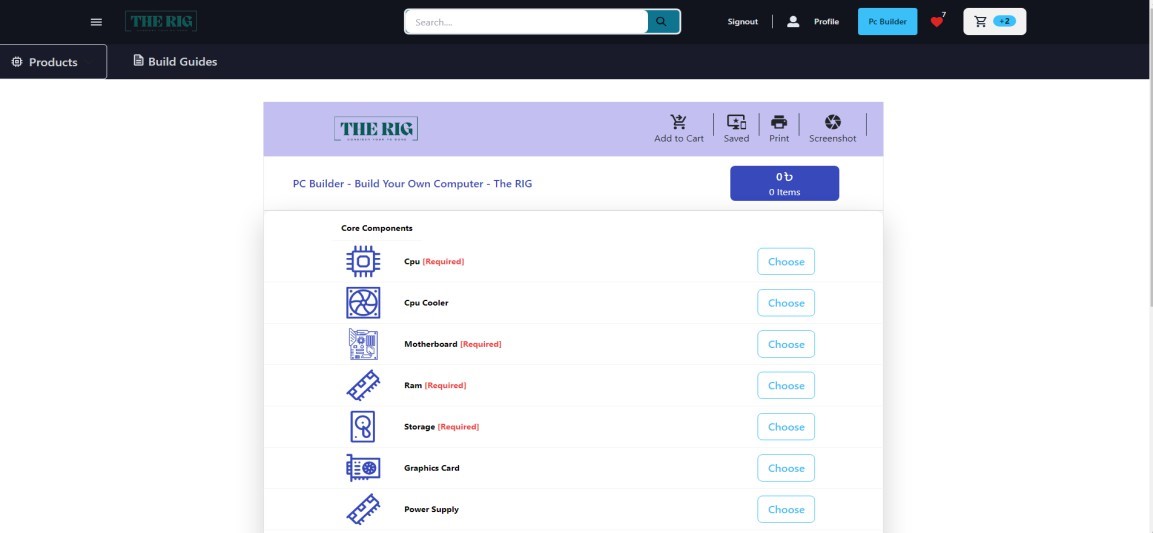 THE RIG
Search....
Signout
Profile
Pc Builder
7
+2
Products
Build Guides
THE RIG
Add to Cart
Saved
Print
Screenshot
PC Builder - Build Your Own Computer - The RIG
0৳
0 Items
Core Components
Cpu [Required]
Choose
Cpu Cooler
Choose
Motherboard [Required]
Choose
Ram [Required]
Choose
Storage [Required]
Choose
Graphics Card
Choose
Power Supply
Choose